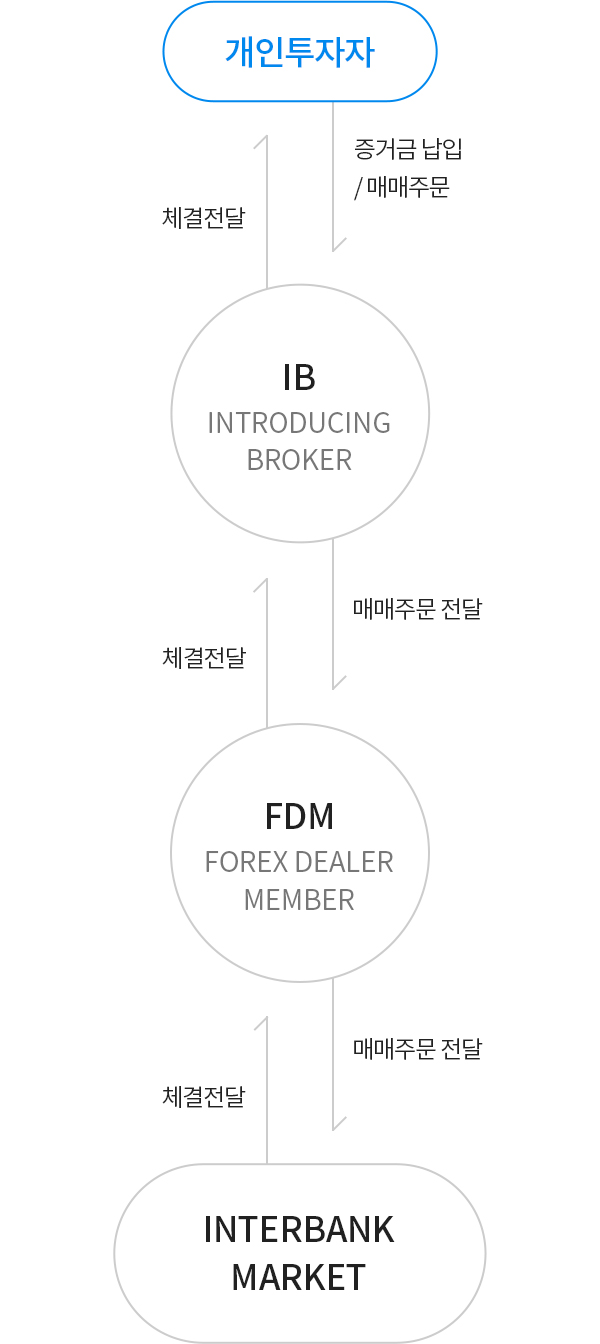 개인투자자
증거금 납입
/ 매매주문
체결전달
IB
INTRODUCING
BROKER
매매주문 전달
체결전달
FDM
FOREX DEALER
MEMBER
매매주문 전달
체결전달
INTERBANK
MARKET